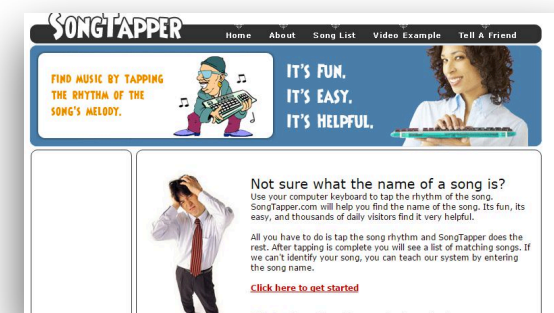 SONGTAPPER
Home About Song List Video Example Tell A Friend
FIND MUSIC BY TAPPING
THE RHYTHM OF THE
SONG'S MELODY.
IT'S FUN.
IT'S EASY.
IT'S HELPFUL.
Not sure what the name of a song is?
Use your computer keyboard to tap the rhythm of the song.
SongTapper.com will help you find the name of the song. Its fun, its
easy, and thousands of daily visitors find it very helpful.
All you have to do is tap the song rhythm and SongTapper does the
rest. After tapping is complete you will see a list of matching songs. If
we can't identify your song, you can teach our system by entering
the song name.
Click here to get started